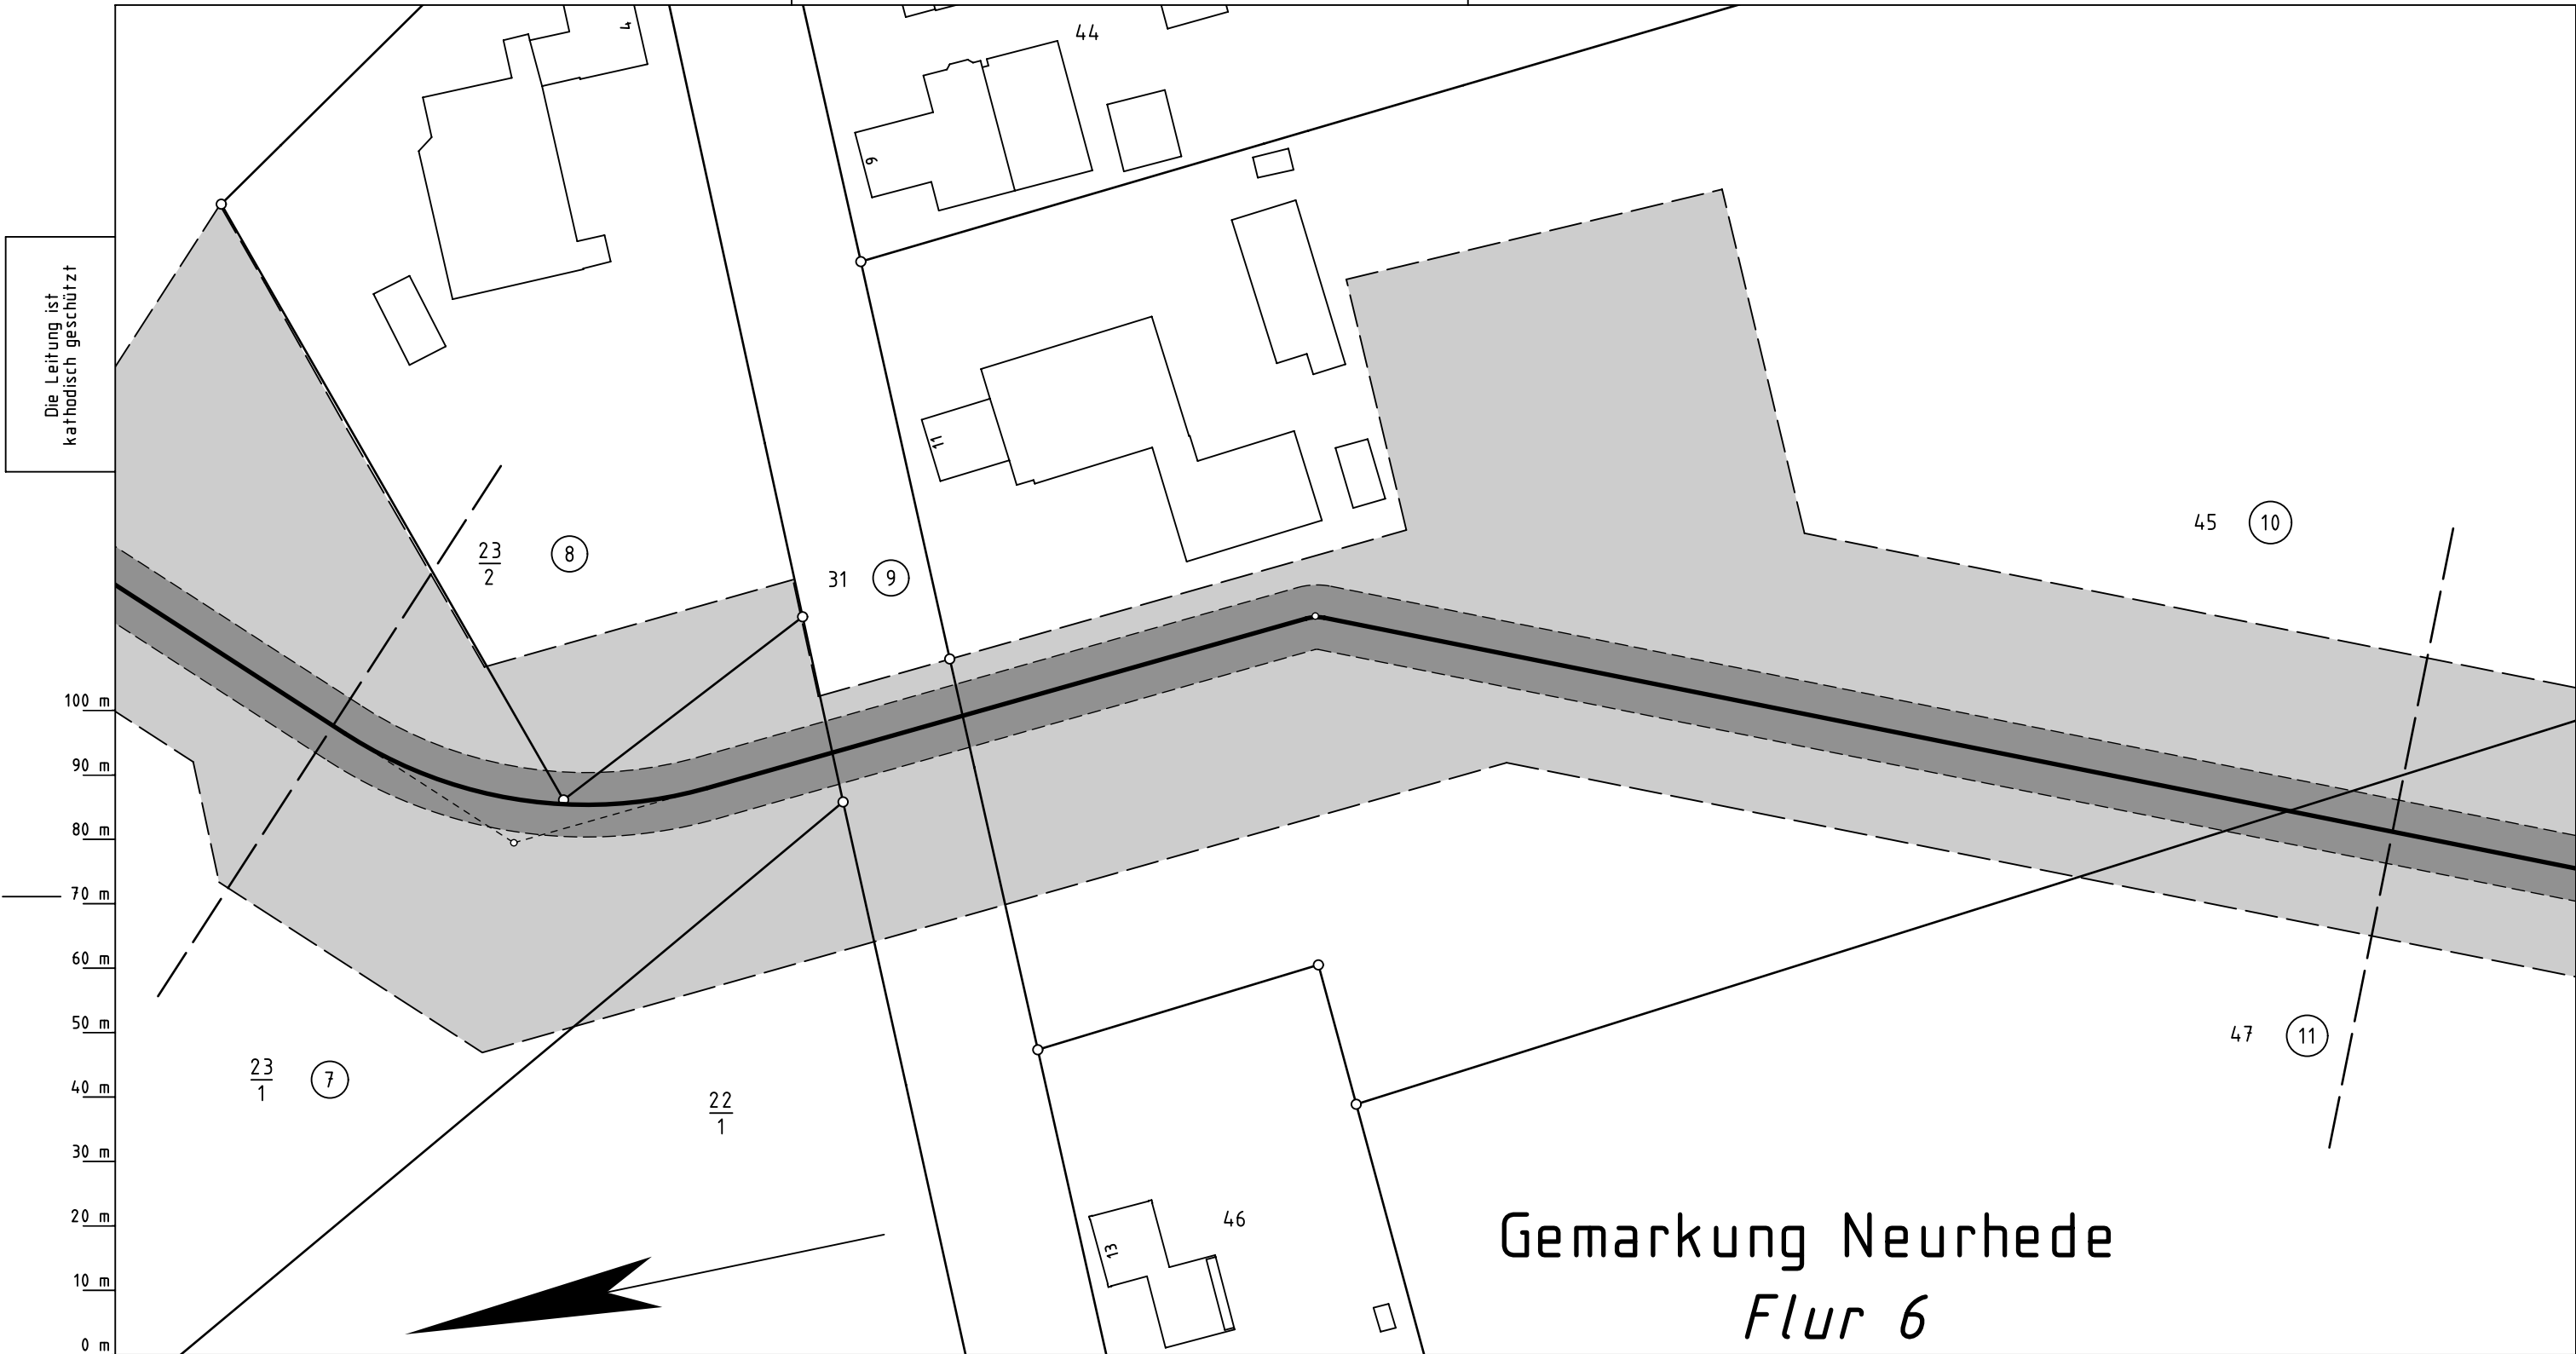 4
44
9
Die Leitung ist
kathodisch geschützt
11
45 10
23
2
8
31 9
100 m
90 m
80 m
70 m
60 m
50 m
40 m
30 m
20 m
10 m
0 m
47 11
23
1
7
22
1
46
13
Gemarkung Neurhede
Flur 6